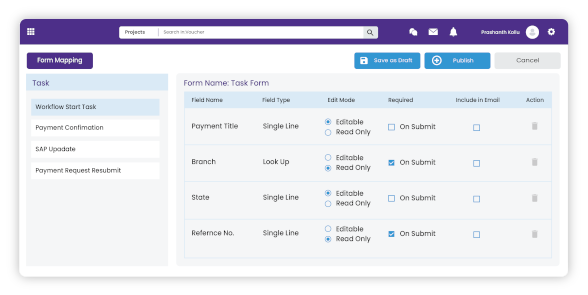 Projects Search in Voucher Prashanth Kollu
Form Mapping Save as Draft Publish Cancel
Task
Workflow Start Task
Payment Confimation
SAP Upadate
Payment Request Resubmit
Form Name: Task Form
Field Name Field Type Edit Mode Required Include in Email Action
Payment Title Single Line Editable Read Only On Submit
Branch Look Up Editable Read Only On Submit
State Single Line Editable Read Only On Submit
Refernce No. Single Line Editable Read Only On Submit